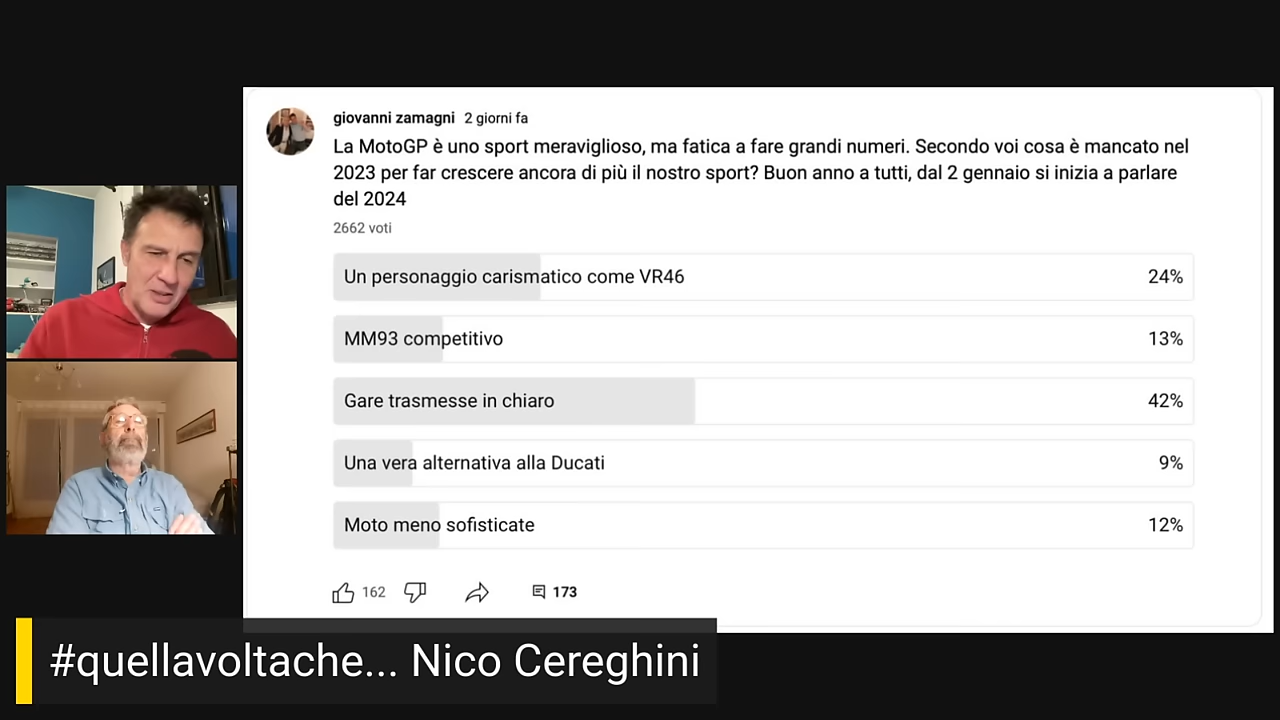 giovanni zamagni 2 giorni fa
La MotoGP è uno sport meraviglioso, ma fatica a fare grandi numeri. Secondo voi cosa è mancato nel
2023 per far crescere ancora di più il nostro sport? Buon anno a tutti, dal 2 gennaio si inizia a parlare
del 2024
2662 voti
Un personaggio carismatico come VR46 24%
MM93 competitivo 13%
Gare trasmesse in chiaro 42%
Una vera alternativa alla Ducati 9%
Moto meno sofisticate 12%
162 173
#quellavoltache... Nico Cereghini